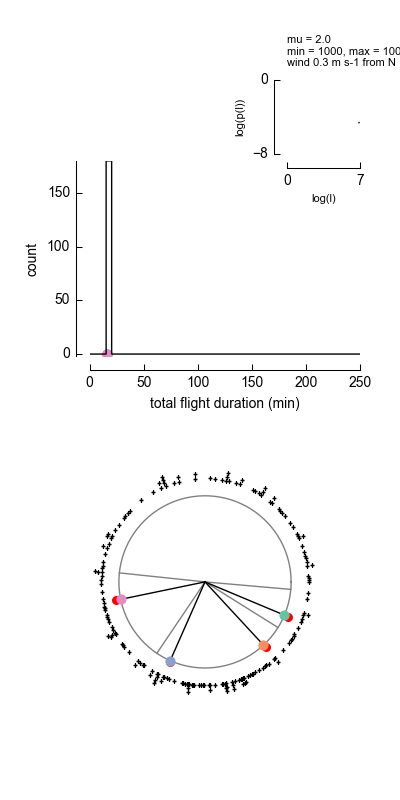 mu = 2.0
min = 1000, max = 100
wind 0.3 m s-1 from N
0
log(p(l))
−8
0 7
log(l)
150
100
50
0
count
0 50 100 150 200 250
total flight duration (min)